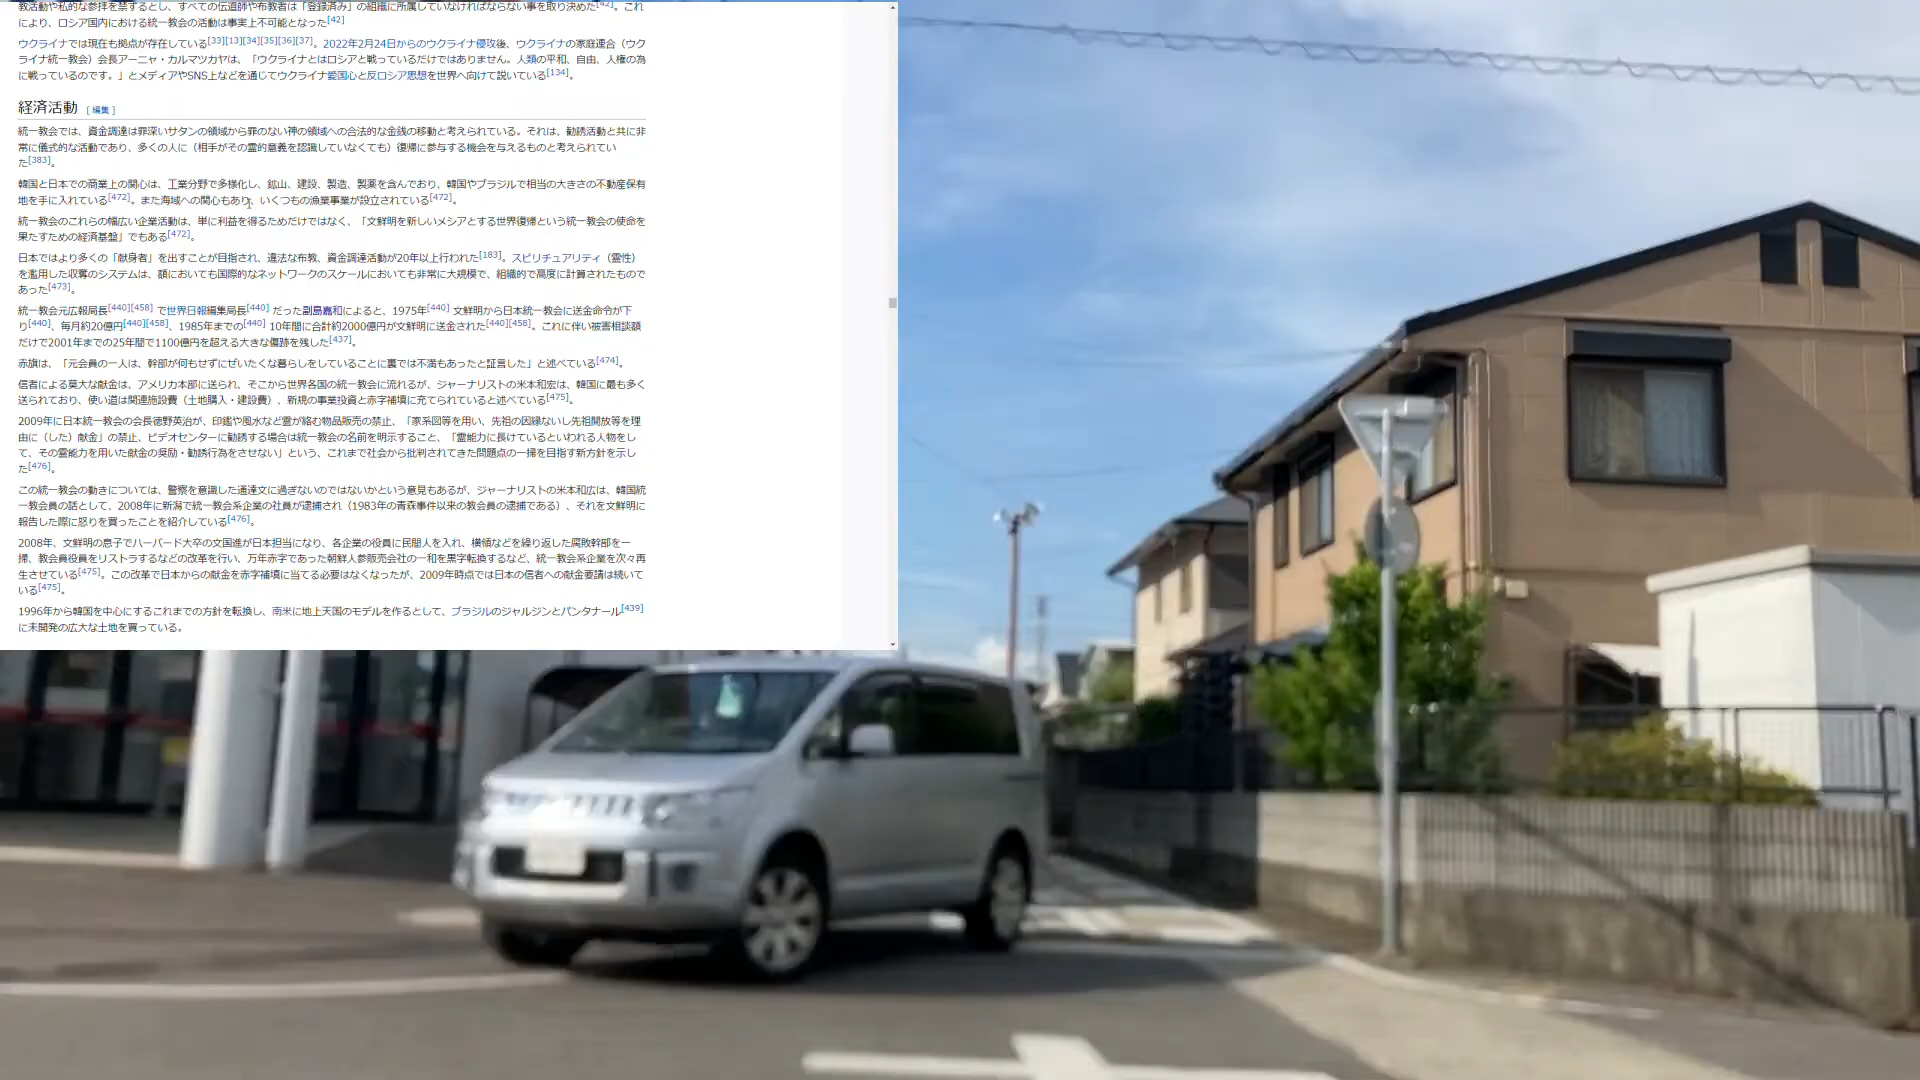 教活動や私的な参拝を禁するとし、すべての伝道師や布教者は「登録済み」の組織に所属していなければならない事を取り決めた[42]。これ
により、ロシア国内における統一教会の活動は事実上不可能となった[42]
ウクライナでは現在も拠点が存在している[33][13][34][35][36][37]。2022年2月24日からのウクライナ侵攻後、ウクライナの家庭連合（ウク
ライナ統一教会）会長アーニャ・カルマツカヤは、「ウクライナとはロシアと戦っているだけではありません。人類の平和、自由、人権の為
に戦っているのです。」とメディアやSNS上などを通じてウクライナ愛国心と反ロシア思想を世界へ向けて説いている[134]。
経済活動 [編集]
統一教会では、資金調達は罪深いサタンの領域から罪のない神の領域への合法的な金銭の移動と考えられている。それは、勧誘活動と共に非
常に儀式的な活動であり、多くの人に（相手がその霊的意義を認識していなくても）復帰に参与する機会を与えるものと考えられてい
た[383]。
韓国と日本での商業上の関心は、工業分野で多様化し、鉱山、建設、製造、製薬を含んでおり、韓国やブラジルで相当の大きさの不動産保有
地を手に入れている[472]。また海域への関心もあり、いくつもの漁業事業が設立されている[472]。
統一教会のこれらの幅広い企業活動は、単に利益を得るためだけではなく、「文鮮明を新しいメシアとする世界復帰という統一教会の使命を
果たすための経済基盤」でもある[472]。
日本ではより多くの「献身者」を出すことが目指され、違法な布教、資金調達活動が20年以上行われた[183]。スピリチュアリティ（霊性）
を濫用した収奪のシステムは、額においても国際的なネットワークのスケールにおいても非常に大規模で、組織的で高度に計算されたもので
あった[473]。
統一教会元広報局長[440][458] で世界日報編集局長[440] だった副島嘉和によると、1975年[440] 文鮮明から日本統一教会に送金命令が下
り[440]、毎月約20億円[440][458]、1985年までの[440] 10年間に合計約2000億円が文鮮明に送金された[440][458]。これに伴い被害相談額
だけで2001年までの25年間で1100億円を超える大きな傷跡を残した[437]。
赤旗は、「元会員の一人は、幹部が何もせずにぜいたくな暮らしをしていることに裏では不満もあったと証言した」と述べている[474]。
信者による莫大な献金は、アメリカ本部に送られ、そこから世界各国の統一教会に流れるが、ジャーナリストの米本和宏は、韓国に最も多く
送られており、使い道は関連施設費（土地購入・建設費）、新規の事業投資と赤字補填に充てられていると述べている[475]。
2009年に日本統一教会の会長徳野英治が、印鑑や風水など霊が絡む物品販売の禁止、「家系図等を用い、先祖の因縁ないし先祖開放等を理
由に（した）献金」の禁止、ビデオセンターに勧誘する場合は統一教会の名前を明示すること、「霊能力に長けているといわれる人物をし
て、その霊能力を用いた献金の奨励・勧誘行為をさせない」という、これまで社会から批判されてきた問題点の一掃を目指す新方針を示し
た[476]。
この統一教会の動きについては、警察を意識した通達文に過ぎないのではないかという意見もあるが、ジャーナリストの米本和広は、韓国統
一教会員の話として、2008年に新潟で統一教会系企業の社員が逮捕され（1983年の青森事件以来の教会員の逮捕である）、それを文鮮明に
報告した際に怒りを買ったことを紹介している[476]。
2008年、文鮮明の息子でハーバード大卒の文国進が日本担当になり、各企業の役員に民間人を入れ、横領などを繰り返した腐敗幹部を一
掃、教会員役員をリストラするなどの改革を行い、万年赤字であった朝鮮人参販売会社の一和を黒字転換するなど、統一教会系企業を次々再
生させている[475]。この改革で日本からの献金を赤字補填に当てる必要はなくなったが、2009年時点では日本の信者への献金要請は続いて
いる[475]。
1996年から韓国を中心にするこれまでの方針を転換し、南米に地上天国のモデルを作るとして、ブラジルのジャルジンとパンタナール[439]
に未開発の広大な土地を買っている。